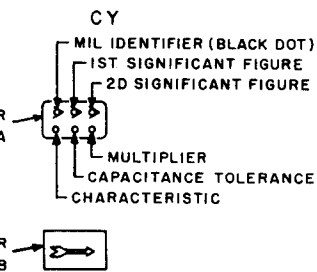 CY
MIL IDENTIFIER (BLACK DOT)
1ST SIGNIFICANT FIGURE
2D SIGNIFICANT FIGURE
R
A
MULTIPLIER
CAPACITANCE TOLERANCE
CHARACTERISTIC
R
B